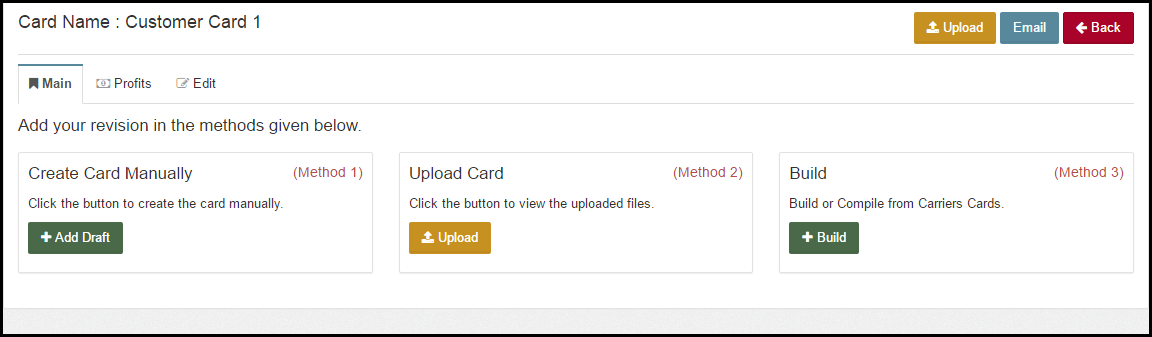 Card Name : Customer Card 1
Upload Email Back
Main Profits Edit
Add your revision in the methods given below.
Create Card Manually (Method 1)
Click the button to create the card manually.
Add Draft
Upload Card (Method 2)
Click the button to view the uploaded files.
Upload
Build (Method 3)
Build or Compile from Carriers Cards.
Build